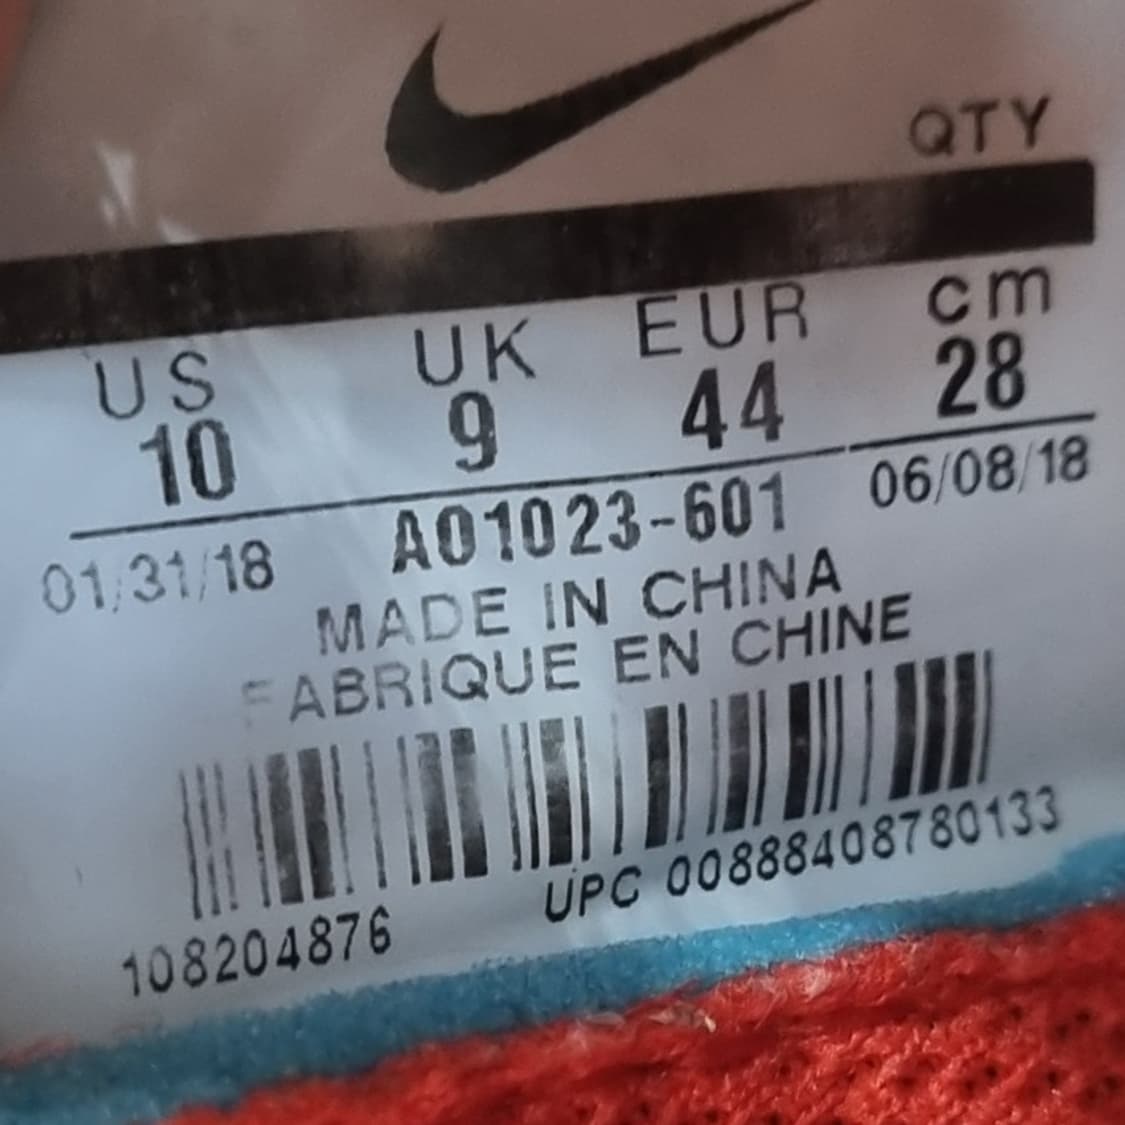 QTY
US UK EUR cm
10 9 44 28
01/31/18 AO1023-601 06/08/18
MADE IN CHINA
FABRIQUE EN CHINE
UPC 00888408780133
108204876